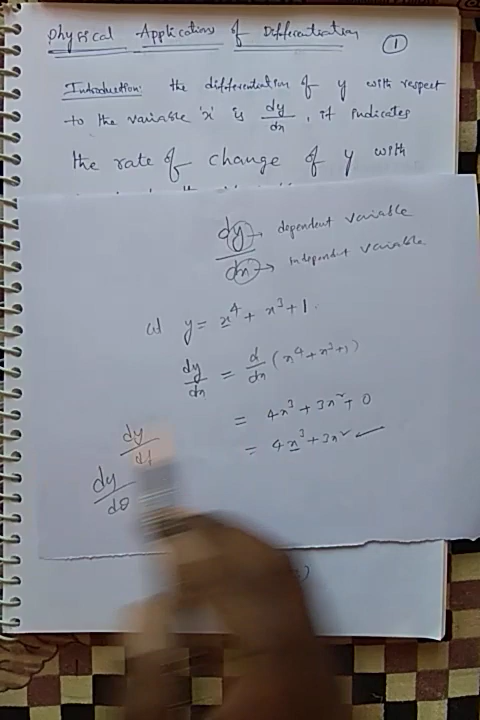 Physical Applications of Differentiation
①
Introduction: the differentiation of y with respect
to the variable 'x' is dy/dx, it indicates
the rate of change of y with
dy/dx
→ dependent variable
→ independent variable
y = x⁴ + x³ + 1.
dy/dx = d/dx (x⁴ + x³ + 1)
= 4x³ + 3x² + 0
= 4x³ + 3x²
dy/dt
dy/dθ